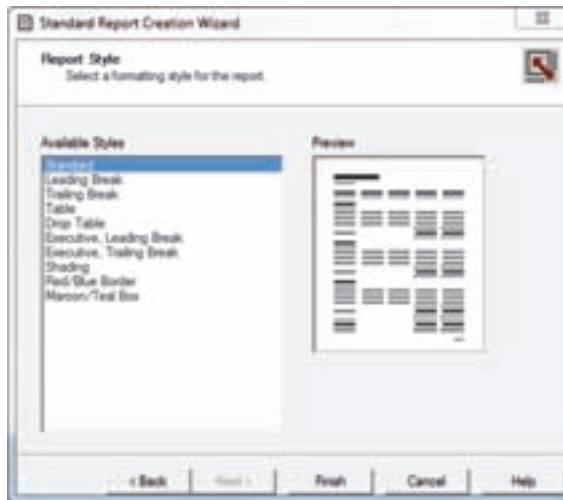 Standard Report Creation Wizard
Report Style
Select a formatting style for the report.
Available Styles
Preview
Standard
Leading Break
Trailing Break
Table
Drop Table
Executive, Leading Break
Executive, Trailing Break
Shading
Red/Blue Border
Maroon/Teal Box
< Back
Next >
Finish
Cancel
Help